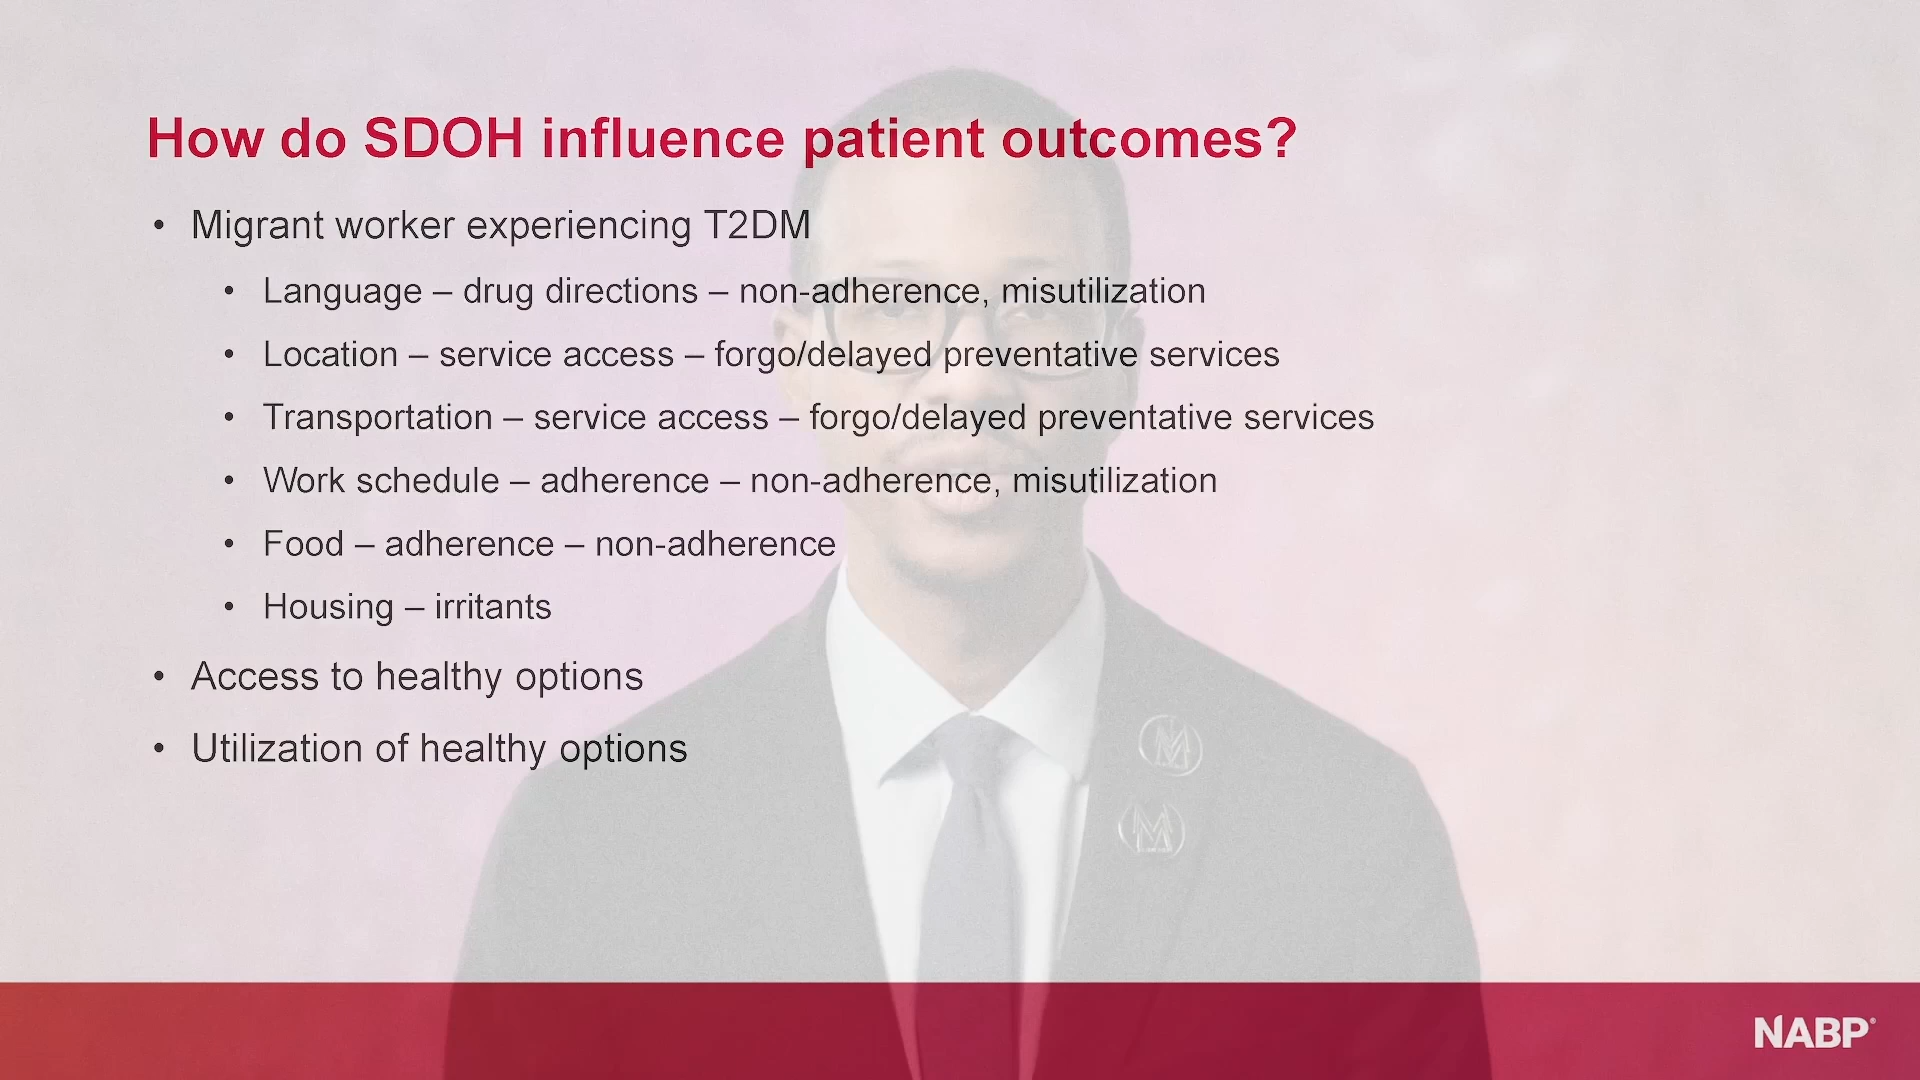 How do SDOH influence patient outcomes?
• Migrant worker experiencing T2DM
• Language – drug directions – non-adherence, misutilization
• Location – service access – forgo/delayed preventative services
• Transportation – service access – forgo/delayed preventative services
• Work schedule – adherence – non-adherence, misutilization
• Food – adherence – non-adherence
• Housing – irritants
• Access to healthy options
• Utilization of healthy options
NABP®